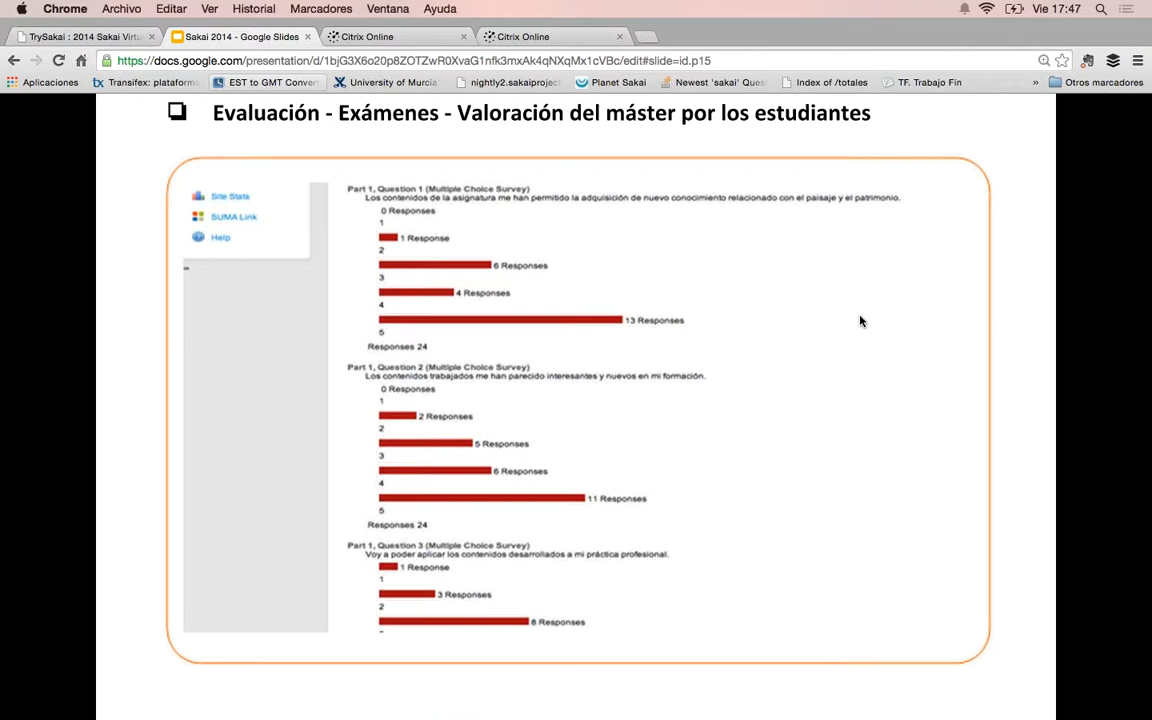 Chrome Archivo Editar Ver Historial Marcadores Ventana Ayuda Vie 17:47
TrySakai : 2014 Sakai Virtu Sakai 2014 - Google Slides Citrix Online Citrix Online
https://docs.google.com/presentation/d/1bjG3X6o20p8ZOTZwR0XvaG1nfk3mxAk4qNXqMx1cVBc/edit#slide=id.p15
Aplicaciones Transifex: plataform EST to GMT Convert University of Murcia nightly2.sakaiproject Planet Sakai Newest 'sakai' Ques Index of /totales TF. Trabajo Fin » Otros marcadores
Evaluación - Exámenes - Valoración del máster por los estudiantes
Site Stats
SUMA Link
Help
Part 1, Question 1 (Multiple Choice Survey)
Los contenidos de la asignatura me han permitido la adquisición de nuevo conocimiento relacionado con el paisaje y el patrimonio.
0 Responses
1
1 Response
2
6 Responses
3
4 Responses
4
13 Responses
5
Responses 24
Part 1, Question 2 (Multiple Choice Survey)
Los contenidos trabajados me han parecido interesantes y nuevos en mi formación.
0 Responses
1
2 Responses
2
5 Responses
3
6 Responses
4
11 Responses
5
Responses 24
Part 1, Question 3 (Multiple Choice Survey)
Voy a poder aplicar los contenidos desarrollados a mi práctica profesional.
1 Response
1
3 Responses
2
8 Responses